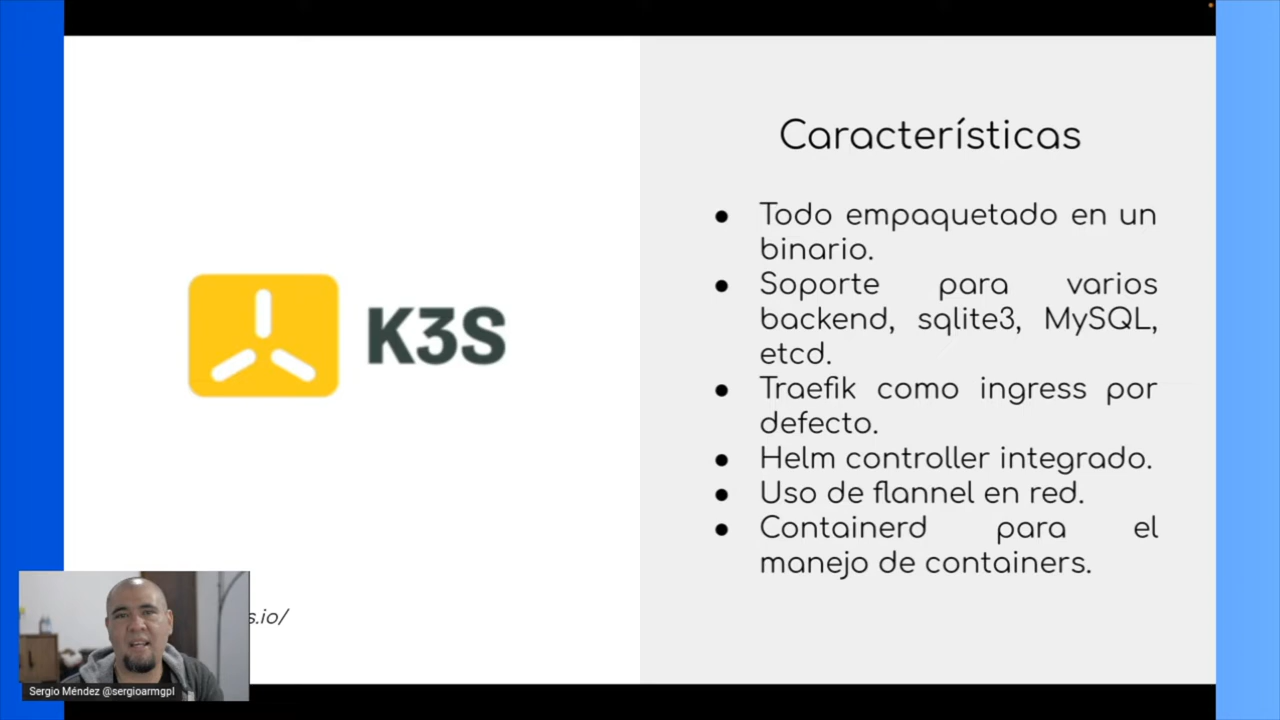 K3S
Características
● Todo empaquetado en un
binario.
● Soporte para varios
backend, sqlite3, MySQL,
etcd.
● Traefik como ingress por
defecto.
● Helm controller integrado.
● Uso de flannel en red.
● Containerd para el
manejo de containers.
s.io/
Sergio Méndez @sergioarmgpl